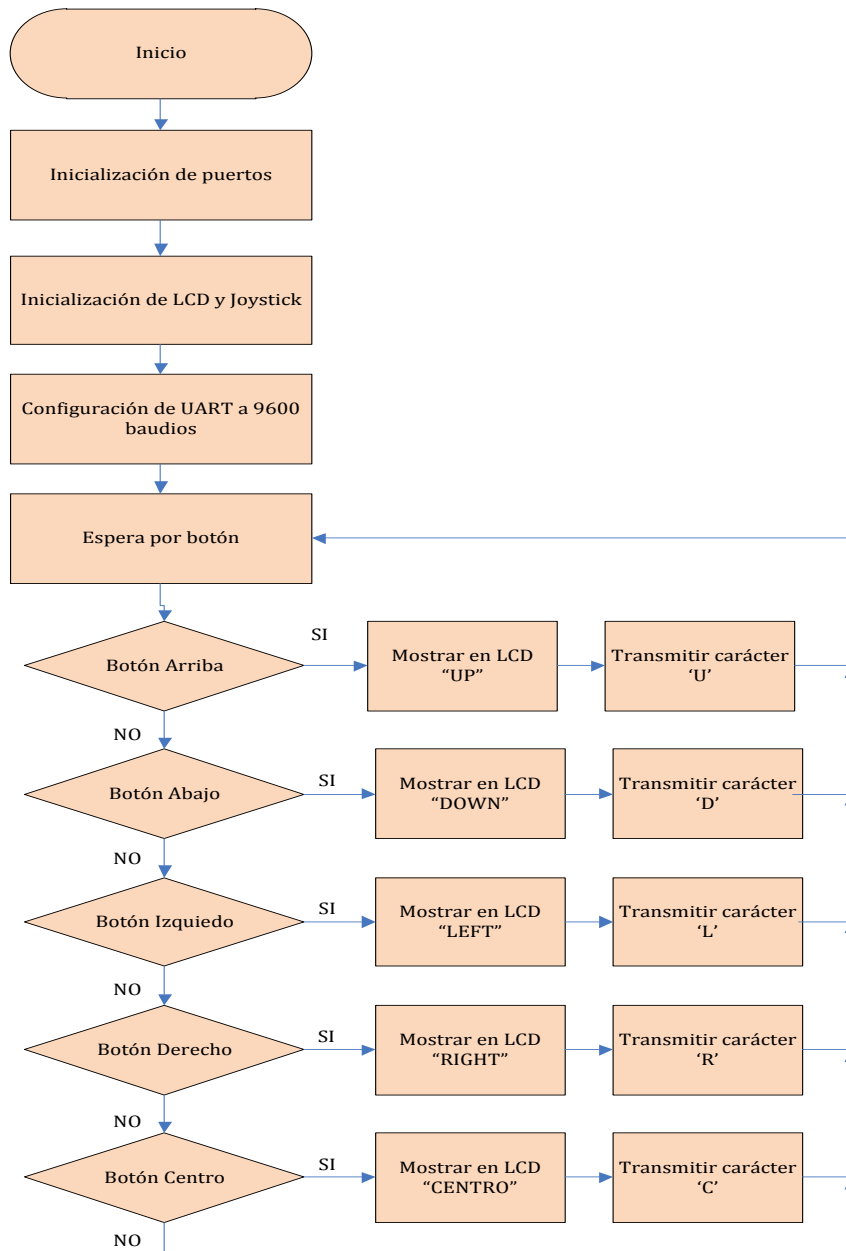 Inicio
Inicialización de puertos
Inicialización de LCD y Joystick
Configuración de UART a 9600
baudios
Espera por botón
Botón Arriba
SI
Mostrar en LCD
“UP”
Transmitir carácter
‘U’
NO
Botón Abajo
SI
Mostrar en LCD
“DOWN”
Transmitir carácter
‘D’
NO
Botón Izquiedo
SI
Mostrar en LCD
“LEFT”
Transmitir carácter
‘L’
NO
Botón Derecho
SI
Mostrar en LCD
“RIGHT”
Transmitir carácter
‘R’
NO
Botón Centro
SI
Mostrar en LCD
“CENTRO”
Transmitir carácter
‘C’
NO